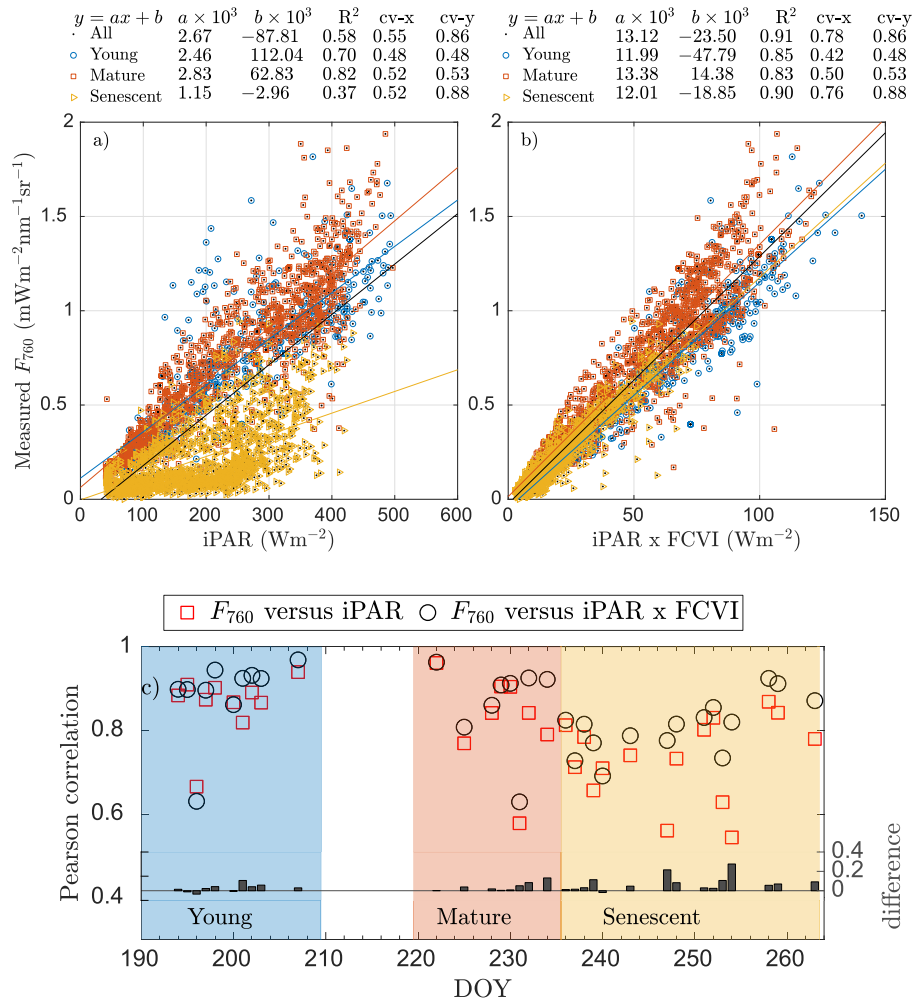 y = ax + b a × 10³ b × 10³ R² cv-x cv-y
All 2.67 −87.81 0.58 0.55 0.86
Young 2.46 112.04 0.70 0.48 0.48
Mature 2.83 62.83 0.82 0.52 0.53
Senescent 1.15 −2.96 0.37 0.52 0.88
y = ax + b a × 10³ b × 10³ R² cv-x cv-y
All 13.12 −23.50 0.91 0.78 0.86
Young 11.99 −47.79 0.85 0.42 0.48
Mature 13.38 14.38 0.83 0.50 0.53
Senescent 12.01 −18.85 0.90 0.76 0.88
a)
Measured F₇₆₀ (mWm⁻²nm⁻¹sr⁻¹)
2
1.5
1
0.5
0
0 100 200 300 400 500 600
iPAR (Wm⁻²)
b)
2
1.5
1
0.5
0
0 50 100 150
iPAR x FCVI (Wm⁻²)
F₇₆₀ versus iPAR F₇₆₀ versus iPAR x FCVI
c)
Pearson correlation
1
0.8
0.6
0.4
0.4
0.2
0
difference
Young Mature Senescent
190 200 210 220 230 240 250 260
DOY